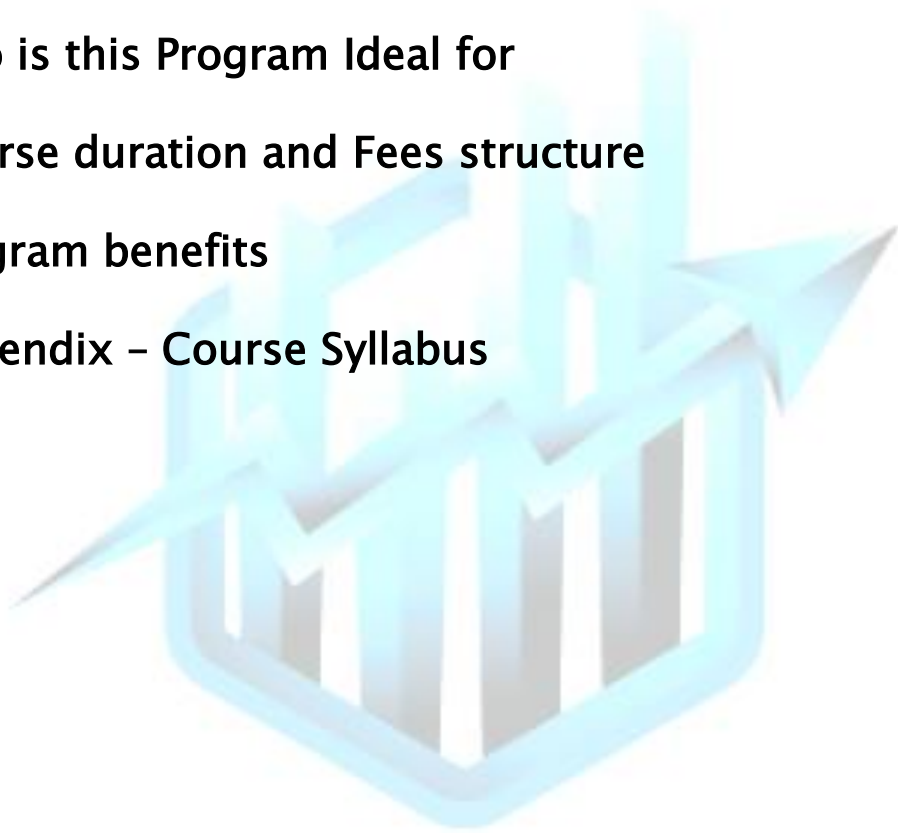 is this Program Ideal for
rse duration and Fees structure
gram benefits
endix – Course Syllabus